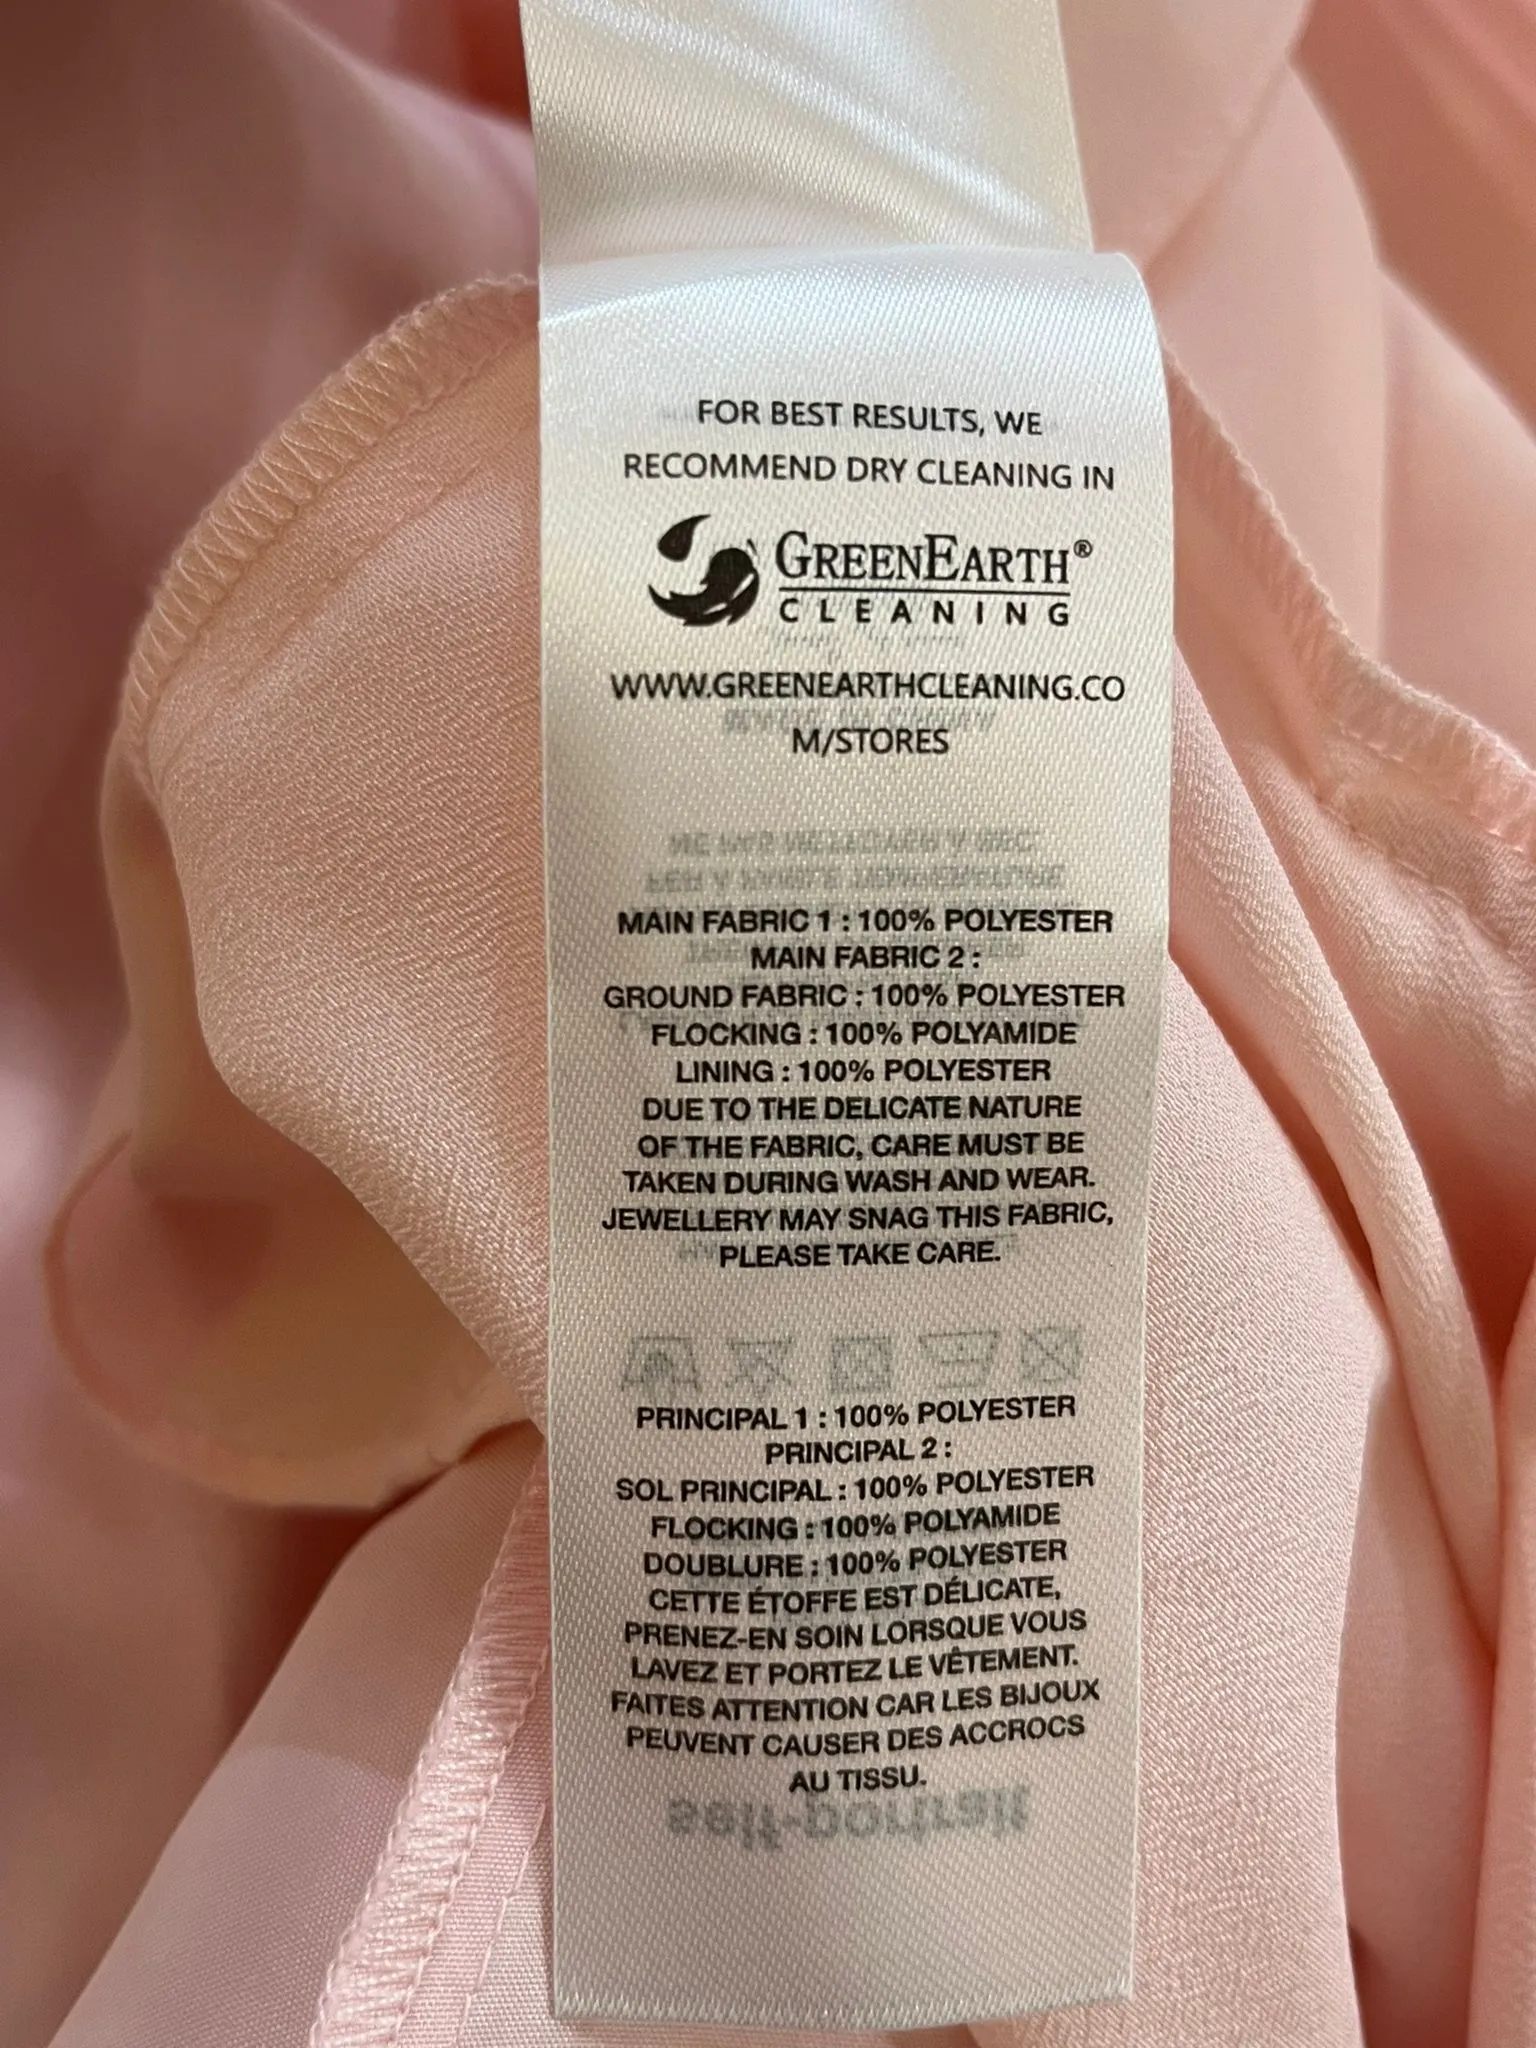 FOR BEST RESULTS, WE
RECOMMEND DRY CLEANING IN
GREENEARTH®
CLEANING
WWW.GREENEARTHCLEANING.CO
M/STORES
MAIN FABRIC 1 : 100% POLYESTER
MAIN FABRIC 2 :
GROUND FABRIC : 100% POLYESTER
FLOCKING : 100% POLYAMIDE
LINING : 100% POLYESTER
DUE TO THE DELICATE NATURE
OF THE FABRIC, CARE MUST BE
TAKEN DURING WASH AND WEAR.
JEWELLERY MAY SNAG THIS FABRIC,
PLEASE TAKE CARE.
PRINCIPAL 1 : 100% POLYESTER
PRINCIPAL 2 :
SOL PRINCIPAL : 100% POLYESTER
FLOCKING : 100% POLYAMIDE
DOUBLURE : 100% POLYESTER
CETTE ÉTOFFE EST DÉLICATE,
PRENEZ-EN SOIN LORSQUE VOUS
LAVEZ ET PORTEZ LE VÊTEMENT.
FAITES ATTENTION CAR LES BIJOUX
PEUVENT CAUSER DES ACCROCS
AU TISSU.
self-portrait